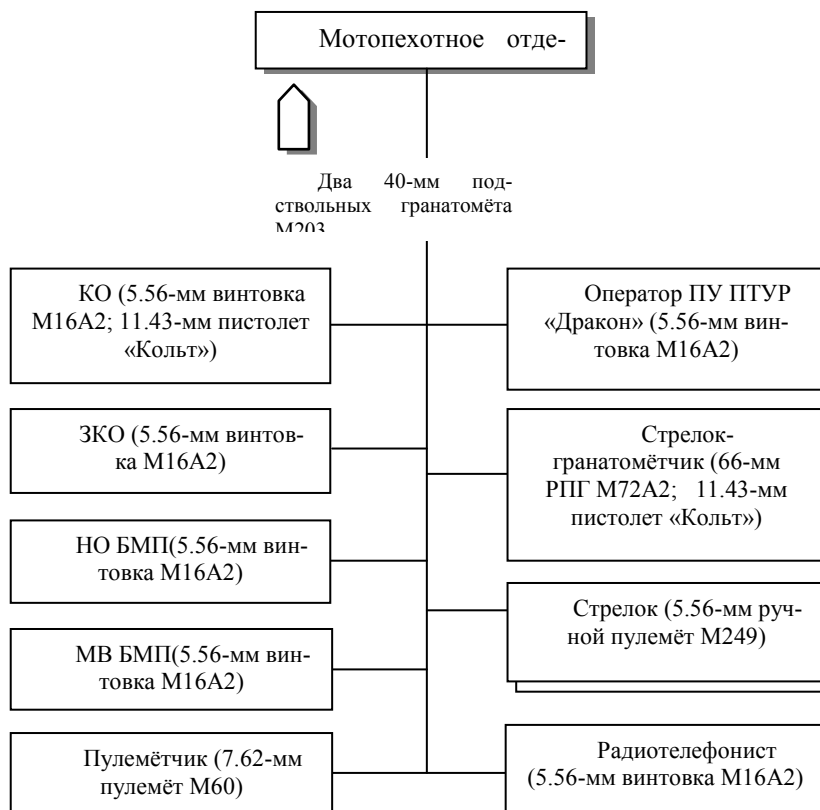 Мотопехотное отде-
Два 40-мм под-
ствольных гранатомёта
М203
КО (5.56-мм винтовка
М16А2; 11.43-мм пистолет
«Кольт»)
ЗКО (5.56-мм винтов-
ка М16А2)
НО БМП(5.56-мм вин-
товка М16А2)
МВ БМП(5.56-мм вин-
товка М16А2)
Пулемётчик (7.62-мм
пулемёт М60)
Оператор ПУ ПТУР
«Дракон» (5.56-мм вин-
товка М16А2)
Стрелок-
гранатомётчик (66-мм
РПГ М72А2; 11.43-мм
пистолет «Кольт»)
Стрелок (5.56-мм руч-
ной пулемёт М249)
Радиотелефонист
(5.56-мм винтовка М16А2)